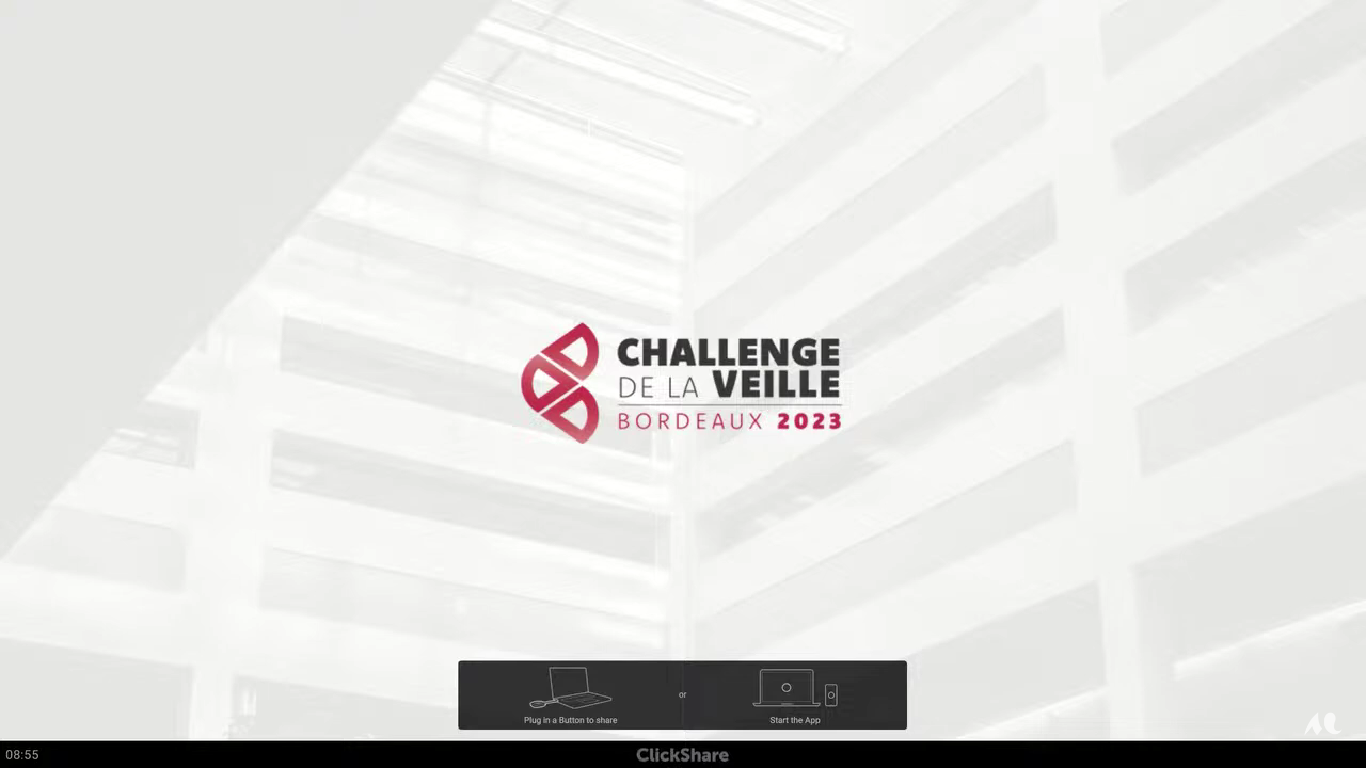 CHALLENGE
DE LA VEILLE
BORDEAUX 2023
or
Plug in a Button to share
Start the App
08:55
ClickShare